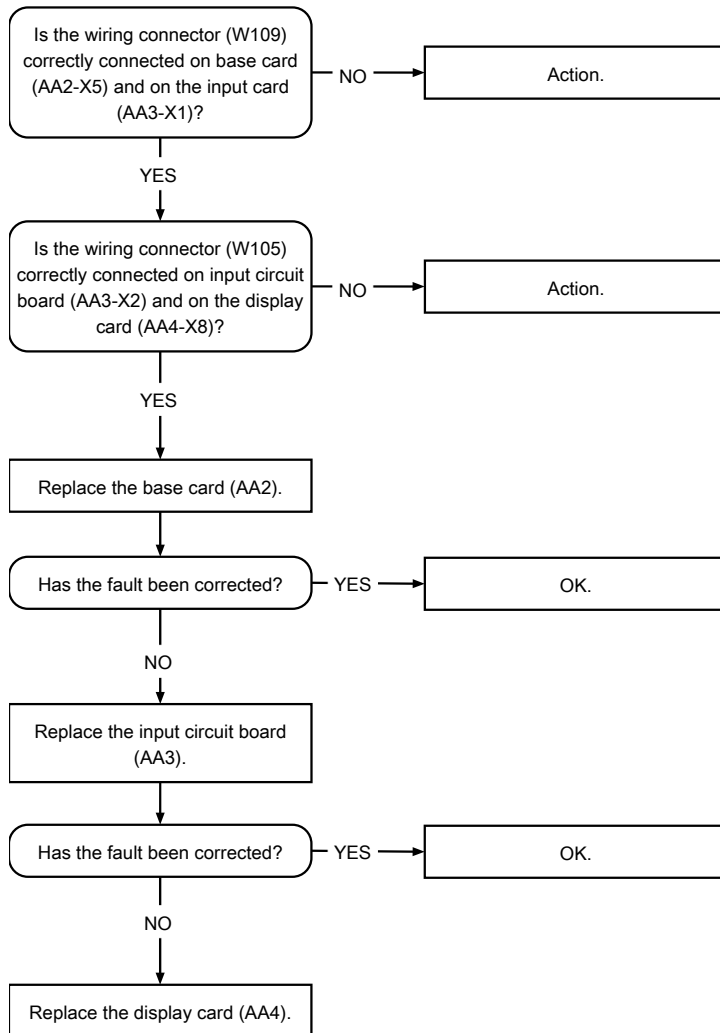 Is the wiring connector (W109)
correctly connected on base card
(AA2-X5) and on the input card
(AA3-X1)?
NO
Action.
YES
Is the wiring connector (W105)
correctly connected on input circuit
board (AA3-X2) and on the display
card (AA4-X8)?
NO
Action.
YES
Replace the base card (AA2).
Has the fault been corrected?
YES
OK.
NO
Replace the input circuit board
(AA3).
Has the fault been corrected?
YES
OK.
NO
Replace the display card (AA4).